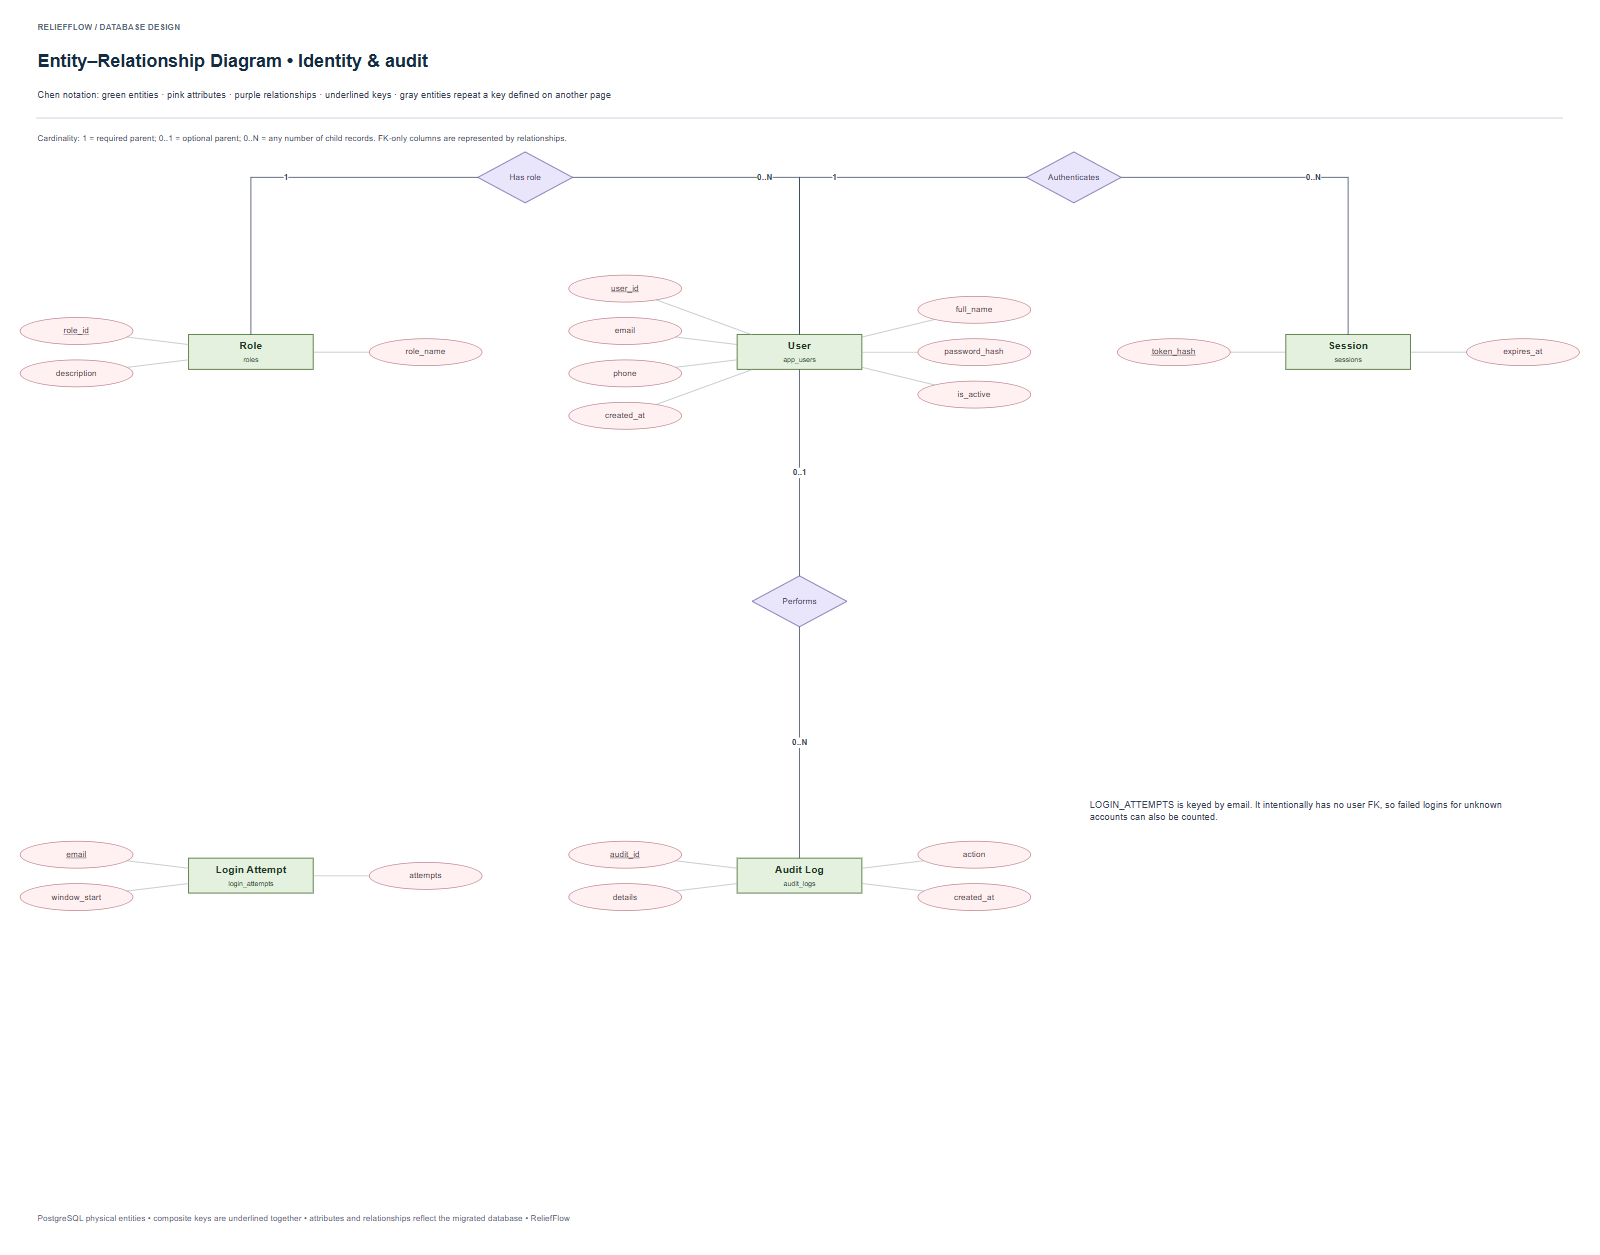 RELIEFFLOW / DATABASE DESIGN
Entity–Relationship Diagram • Identity & audit
Chen notation: green entities · pink attributes · purple relationships · underlined keys · gray entities repeat a key defined on another page
Cardinality: 1 = required parent; 0..1 = optional parent; 0..N = any number of child records. FK-only columns are represented by relationships.
1
Has role
0..N
1
Authenticates
0..N
role_id
description
Role
roles
role_name
user_id
email
phone
created_at
User
app_users
full_name
password_hash
is_active
token_hash
Session
sessions
expires_at
0..1
Performs
0..N
LOGIN_ATTEMPTS is keyed by email. It intentionally has no user FK, so failed logins for unknown
accounts can also be counted.
email
window_start
Login Attempt
login_attempts
attempts
audit_id
details
Audit Log
audit_logs
action
created_at
PostgreSQL physical entities • composite keys are underlined together • attributes and relationships reflect the migrated database • ReliefFlow